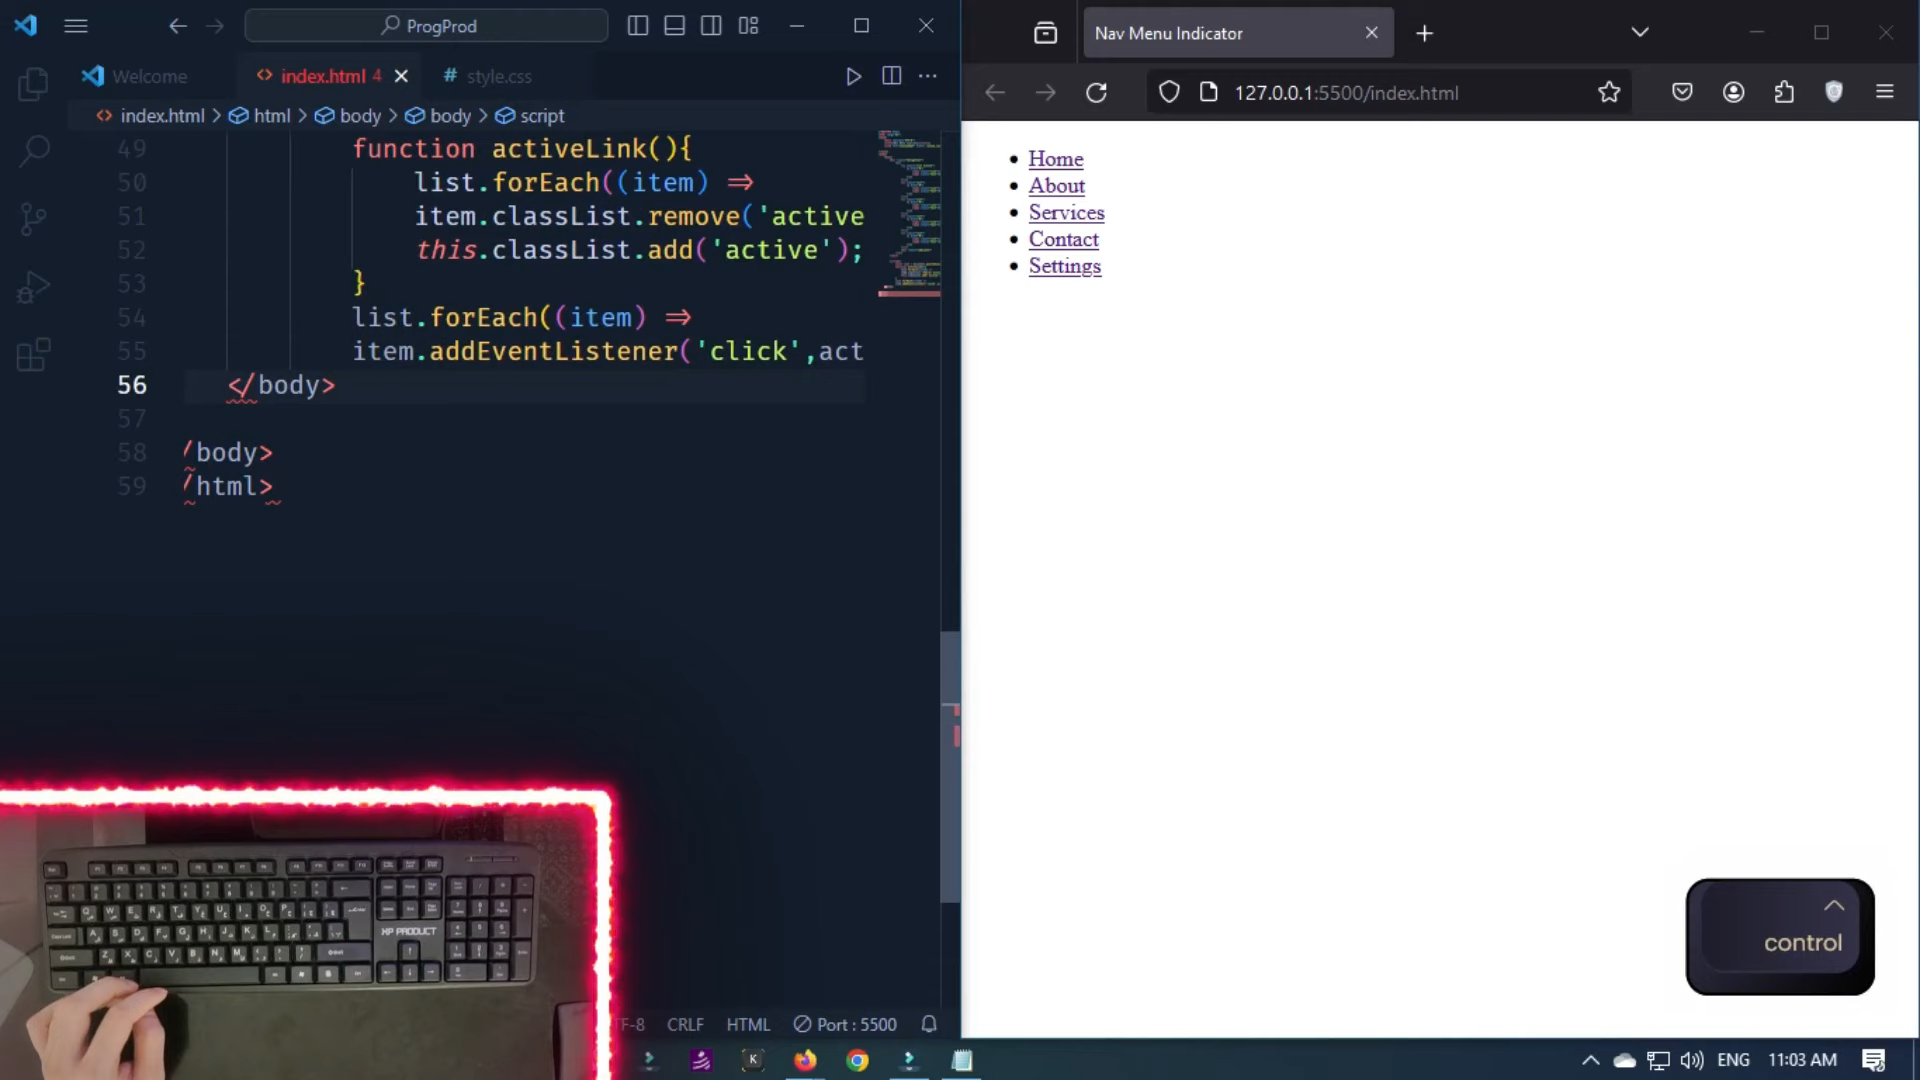 ProgProd
Welcome
index.html 4
style.css
index.html > html > body > body > script
49 function activeLink(){
50 list.forEach((item) =>
51 item.classList.remove('active
52 this.classList.add('active');
53 }
54 list.forEach((item) =>
55 item.addEventListener('click',act
56 </body>
57
58 /body>
59 /html>
TF-8 CRLF HTML Port : 5500
Nav Menu Indicator
127.0.0.1:5500/index.html
Home
About
Services
Contact
Settings
control
XP PRODUCT
K
ENG 11:03 AM